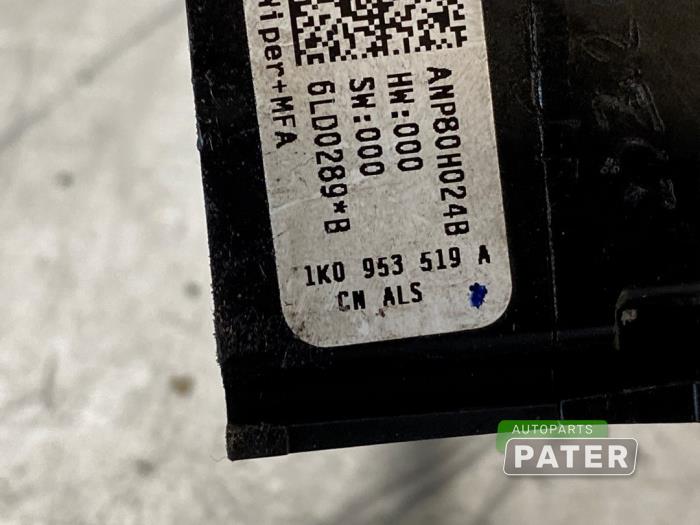 Wiper+MFA
6LD0289*B
SW:000
HW:000
ANP80H024B
1K0 953 519 A
CN ALS
AUTOPARTS
PATER